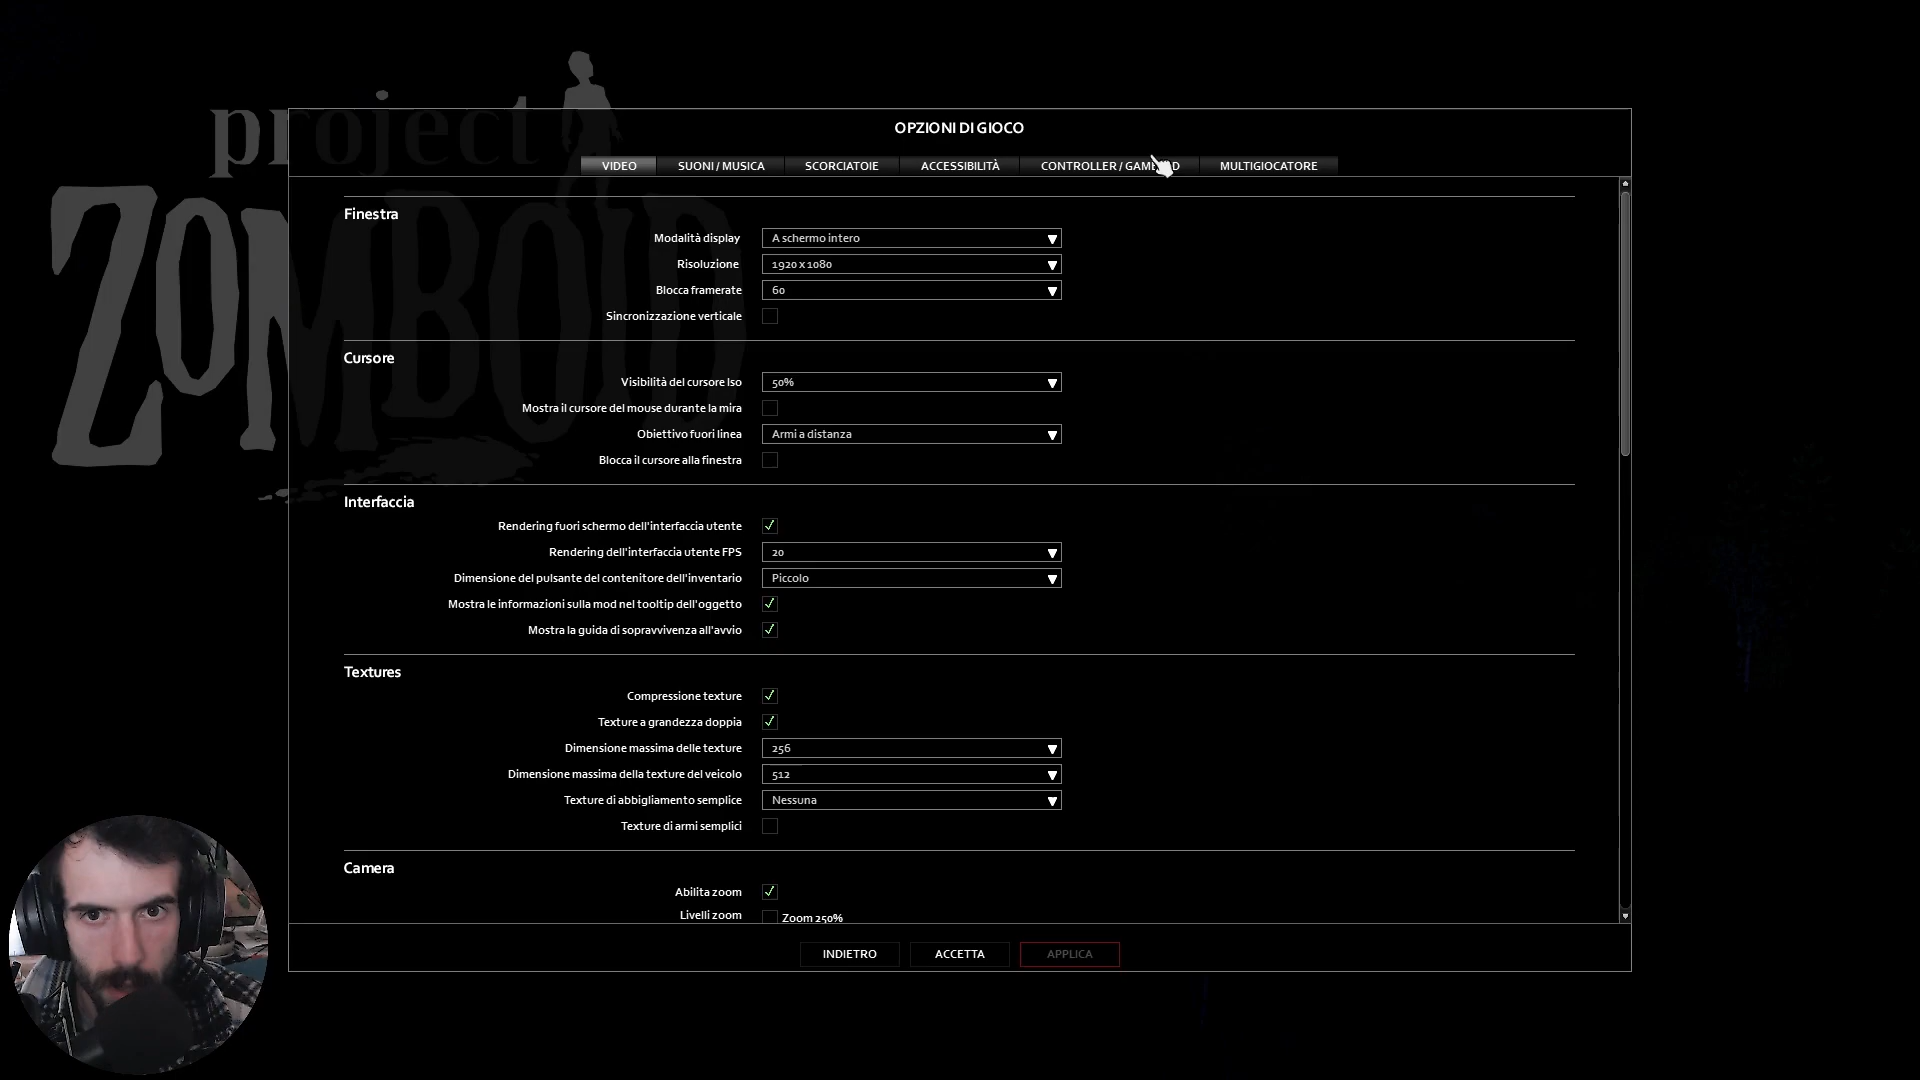 project
ZOMBOID
OPZIONI DI GIOCO
VIDEO SUONI / MUSICA SCORCIATOIE ACCESSIBILITÀ CONTROLLER / MULTIGIOCATORE
Finestra
Modalità display A schermo intero
Risoluzione 1920 x 1080
Blocca framerate 60
Sincronizzazione verticale
Cursore
Visibilità del cursore Iso 50%
Mostra il cursore del mouse durante la mira
Obiettivo fuori linea Armi a distanza
Blocca il cursore alla finestra
Interfaccia
Rendering fuori schermo dell'interfaccia utente
Rendering dell'interfaccia utente FPS 20
Dimensione del pulsante del contenitore dell'inventario Piccolo
Mostra le informazioni sulla mod nel tooltip dell'oggetto
Mostra la guida di sopravvivenza all'avvio
Textures
Compressione texture
Texture a grandezza doppia
Dimensione massima delle texture 256
Dimensione massima della texture del veicolo 512
Texture di abbigliamento semplice Nessuna
Texture di armi semplici
Camera
Abilita zoom
Livelli zoom Zoom 250%
INDIETRO ACCETTA APPLICA